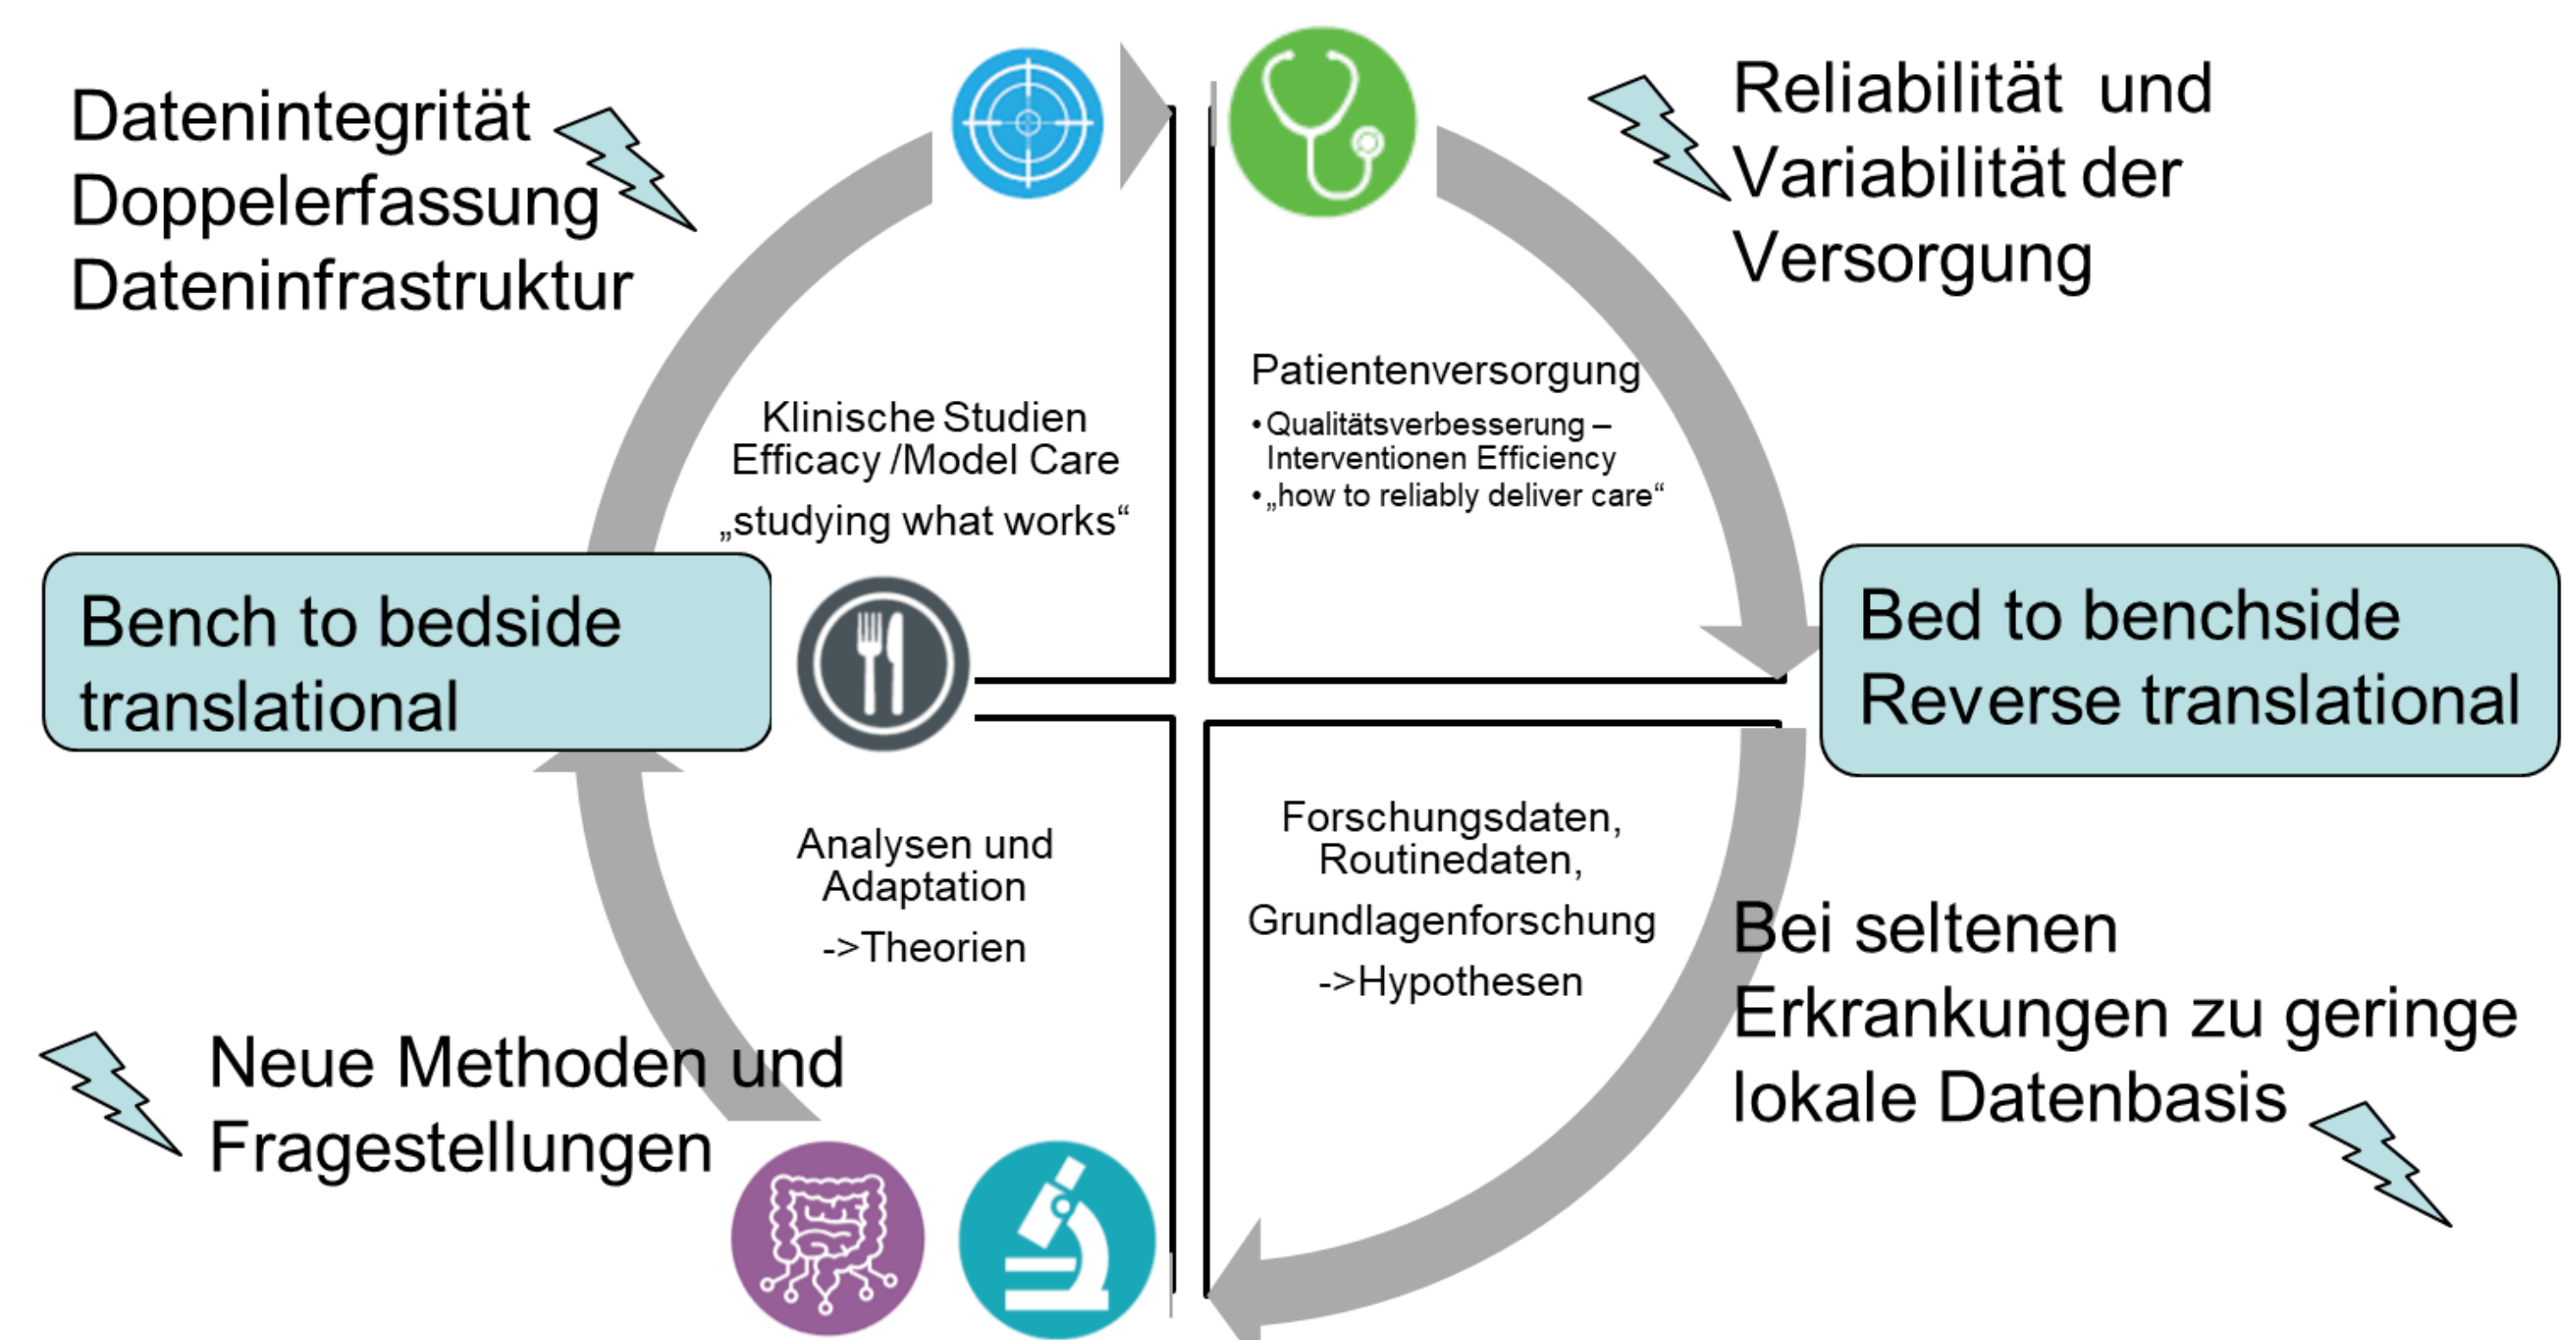 Datenintegrität
Doppelerfassung
Dateninfrastruktur
Reliabilität und
Variabilität der
Versorgung
Klinische Studien
Efficacy /Model Care
„studying what works“
Patientenversorgung
•Qualitätsverbesserung –
Interventionen Efficiency
•„how to reliably deliver care“
Bench to bedside
translational
Bed to benchside
Reverse translational
Analysen und
Adaptation
->Theorien
Forschungsdaten,
Routinedaten,
Grundlagenforschung
->Hypothesen
Neue Methoden und
Fragestellungen
Bei seltenen
Erkrankungen zu geringe
lokale Datenbasis